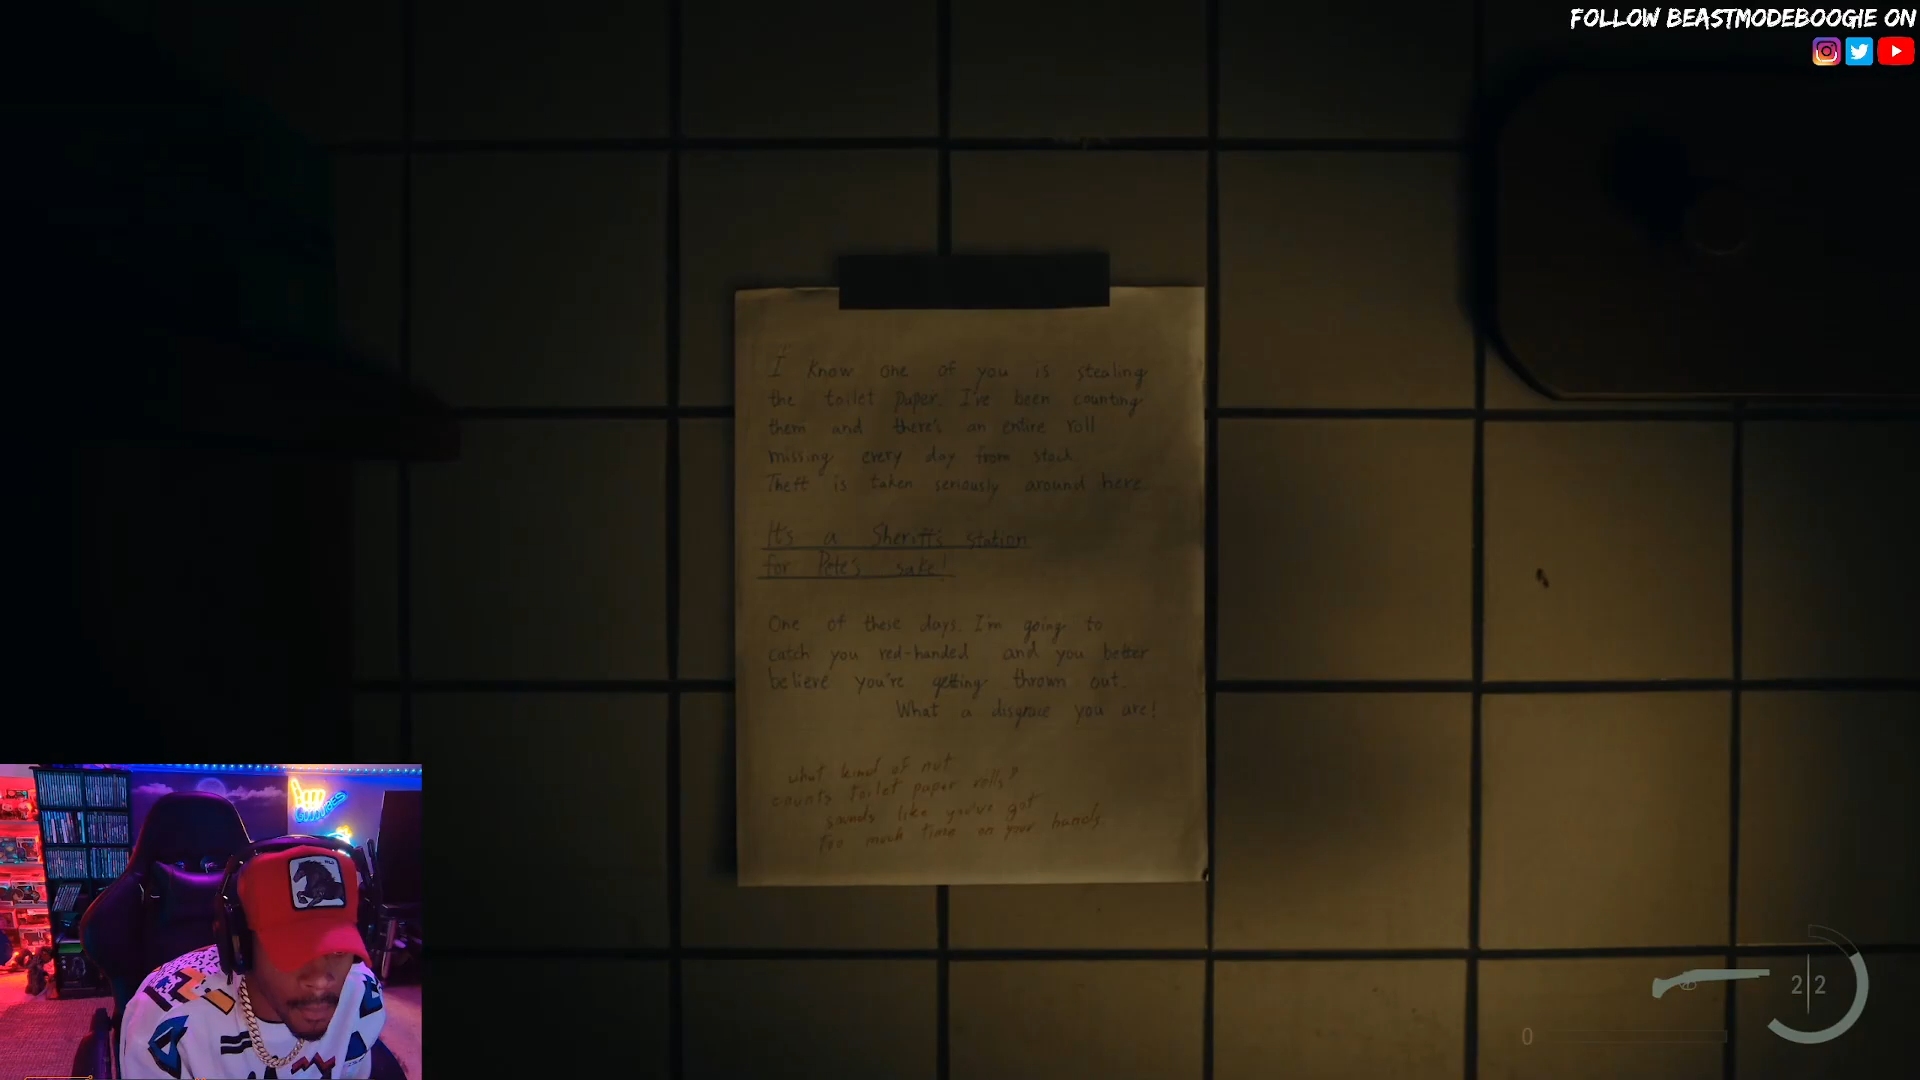 FOLLOW BEASTMODEBOOGIE ON
I know one of you is stealing
the toilet paper. I've been counting
them and there's an entire roll
missing every day from stock.
Theft is taken seriously around here.
It's a Sheriff's station
for Pete's sake!
One of these days, I'm going to
catch you red-handed and you better
believe you're getting thrown out.
What a disgrace you are!
what kind of nut
counts toilet paper rolls?
sounds like you've got
too much time on your hands.
2 2
0